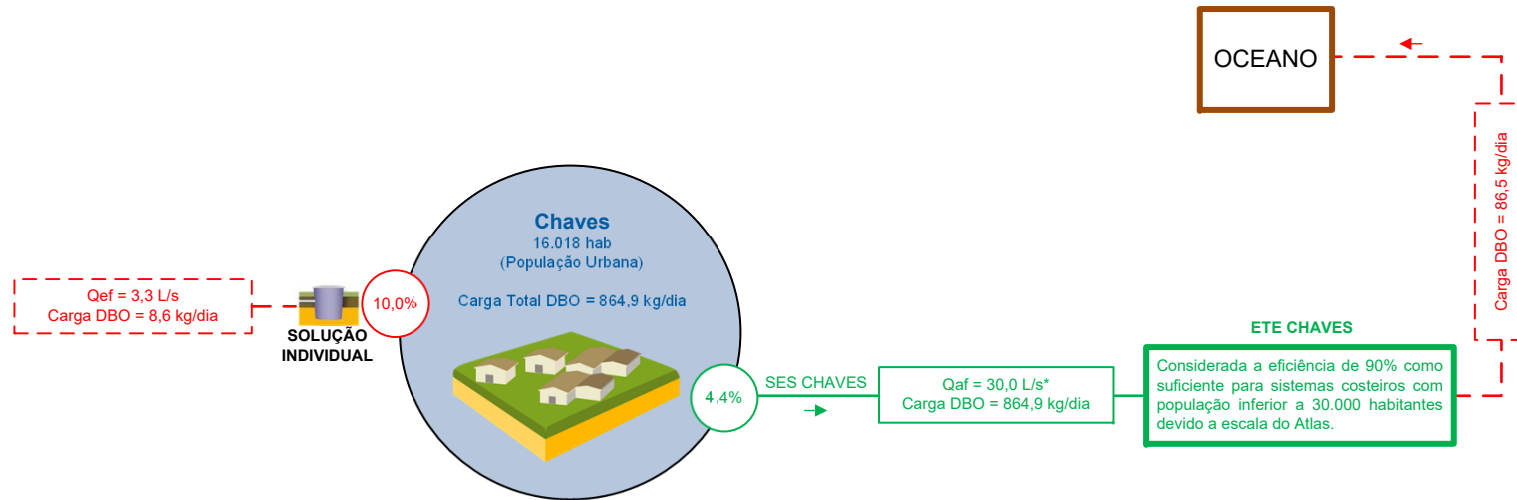 OCEANO
Carga DBO = 86,5 kg/dia
Chaves
16.018 hab
(População Urbana)
Carga Total DBO = 864,9 kg/dia
Qef = 3,3 L/s
Carga DBO = 8,6 kg/dia
10,0%
SOLUÇÃO
INDIVIDUAL
4,4%
SES CHAVES
Qaf = 30,0 L/s*
Carga DBO = 864,9 kg/dia
ETE CHAVES
Considerada a eficiência de 90% como
suficiente para sistemas costeiros com
população inferior a 30.000 habitantes
devido a escala do Atlas.